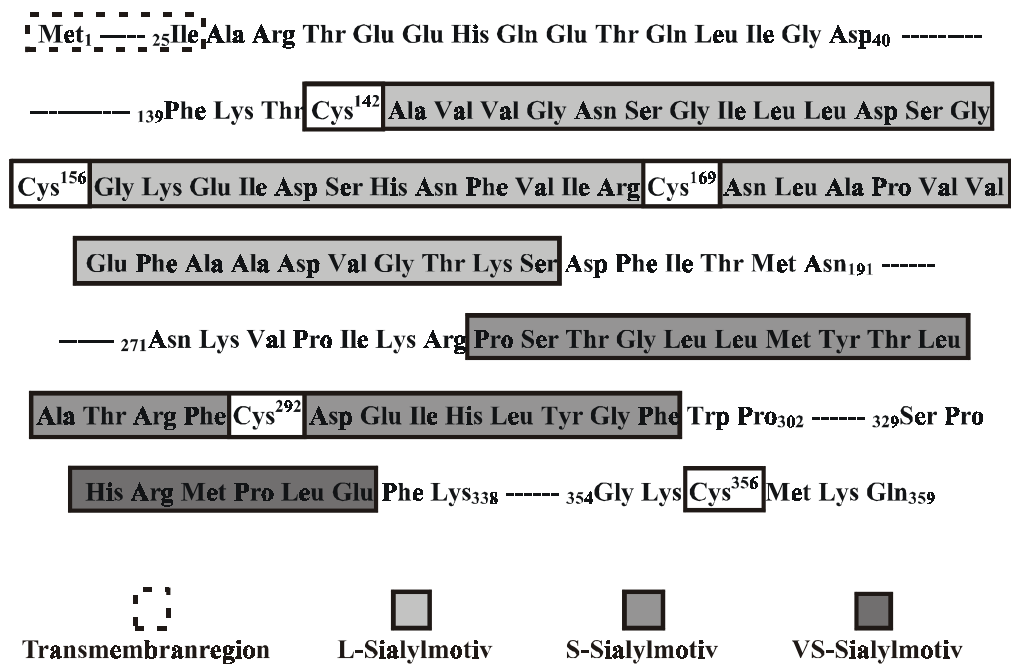 Met₁ —— ₂₅Ile Ala Arg Thr Glu Glu His Gln Glu Thr Gln Leu Ile Gly Asp₄₀ ---------
---------- ₁₃₉Phe Lys Thr Cys¹⁴² Ala Val Val Gly Asn Ser Gly Ile Leu Leu Asp Ser Gly
Cys¹⁵⁶ Gly Lys Glu Ile Asp Ser His Asn Phe Val Ile Arg Cys¹⁶⁹ Asn Leu Ala Pro Val Val
Glu Phe Ala Ala Asp Val Gly Thr Lys Ser Asp Phe Ile Thr Met Asn₁₉₁ ------
------ ₂₇₁Asn Lys Val Pro Ile Lys Arg Pro Ser Thr Gly Leu Leu Met Tyr Thr Leu
Ala Thr Arg Phe Cys²⁹² Asp Glu Ile His Leu Tyr Gly Phe Trp Pro₃₀₂ ------ ₃₂₉Ser Pro
His Arg Met Pro Leu Glu Phe Lys₃₃₈ ------ ₃₅₄Gly Lys Cys³⁵⁶ Met Lys Gln₃₅₉
Transmembranregion L-Sialylmotiv S-Sialylmotiv VS-Sialylmotiv